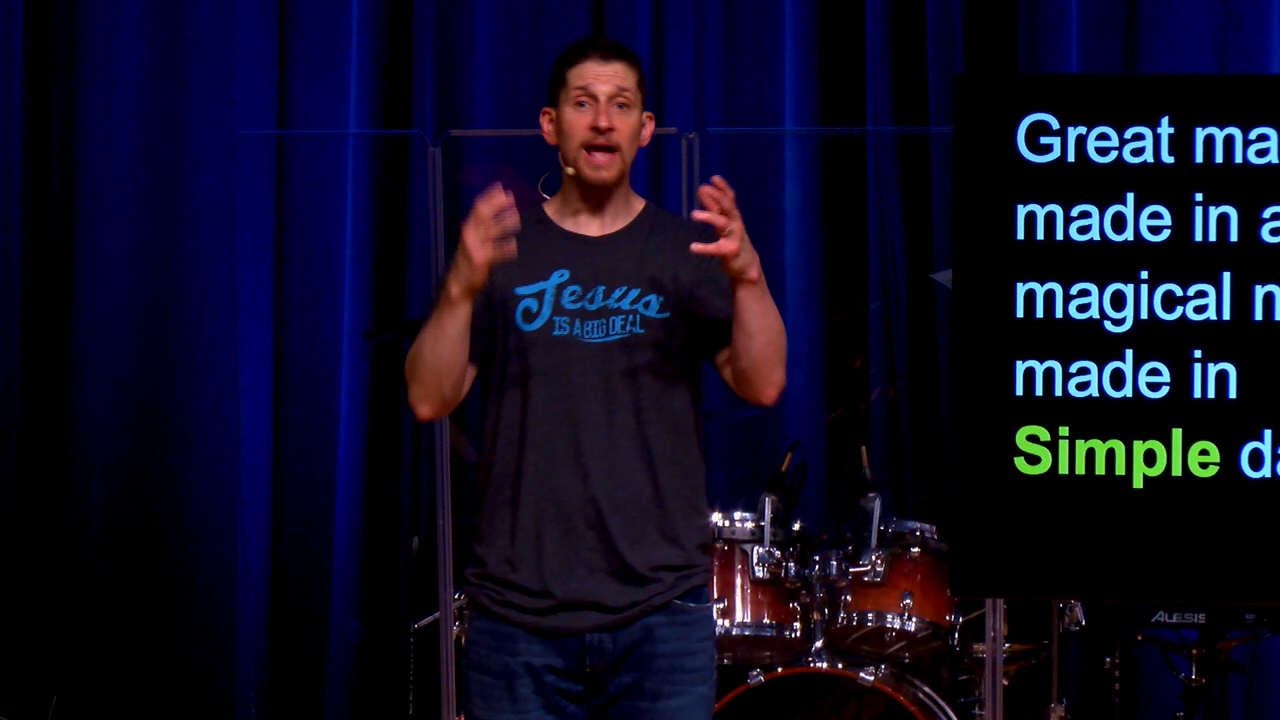 Jesus
IS A BIG DEAL
Great ma
made in a
magical m
made in
Simple da
ALESIS